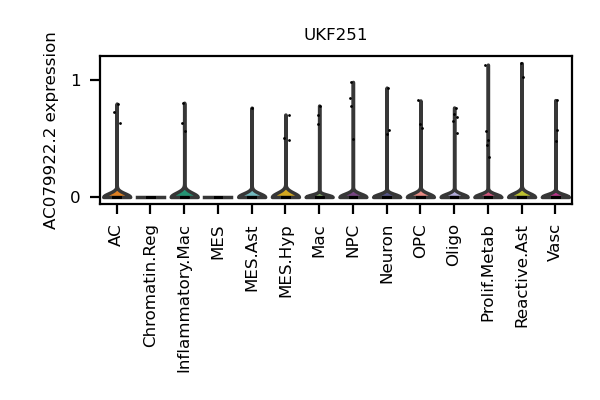 UKF251
AC079922.2 expression
1
0
AC
Chromatin.Reg
Inflammatory.Mac
MES
MES.Ast
MES.Hyp
Mac
NPC
Neuron
OPC
Oligo
Prolif.Metab
Reactive.Ast
Vasc